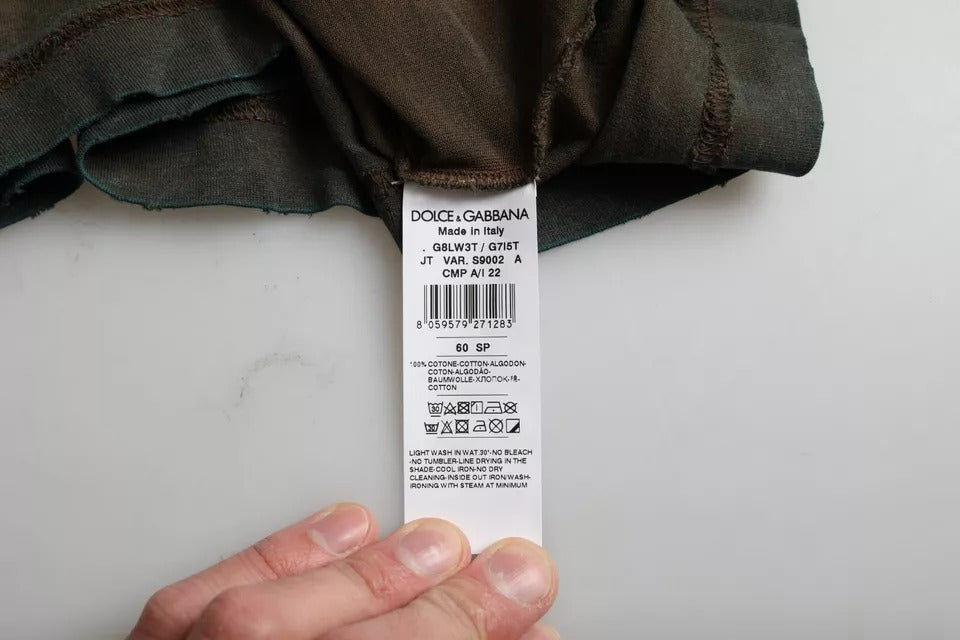 DOLCE & GABBANA
Made in Italy
. G8LW3T / G7I5T
JT VAR. S9002 A
CMP A/I 22
8 059579 271283
60 SP
100% COTONE-COTTON-ALGODON-
COTON-ALGODÃO-
BAUMWOLLE-ХЛОПОК-棉-
COTTON
LIGHT WASH IN WAT.30°-NO BLEACH
-NO TUMBLER-LINE DRYING IN THE
SHADE-COOL IRON-NO DRY
CLEANING-INSIDE OUT IRON/WASH-
IRONING WITH STEAM AT MINIMUM